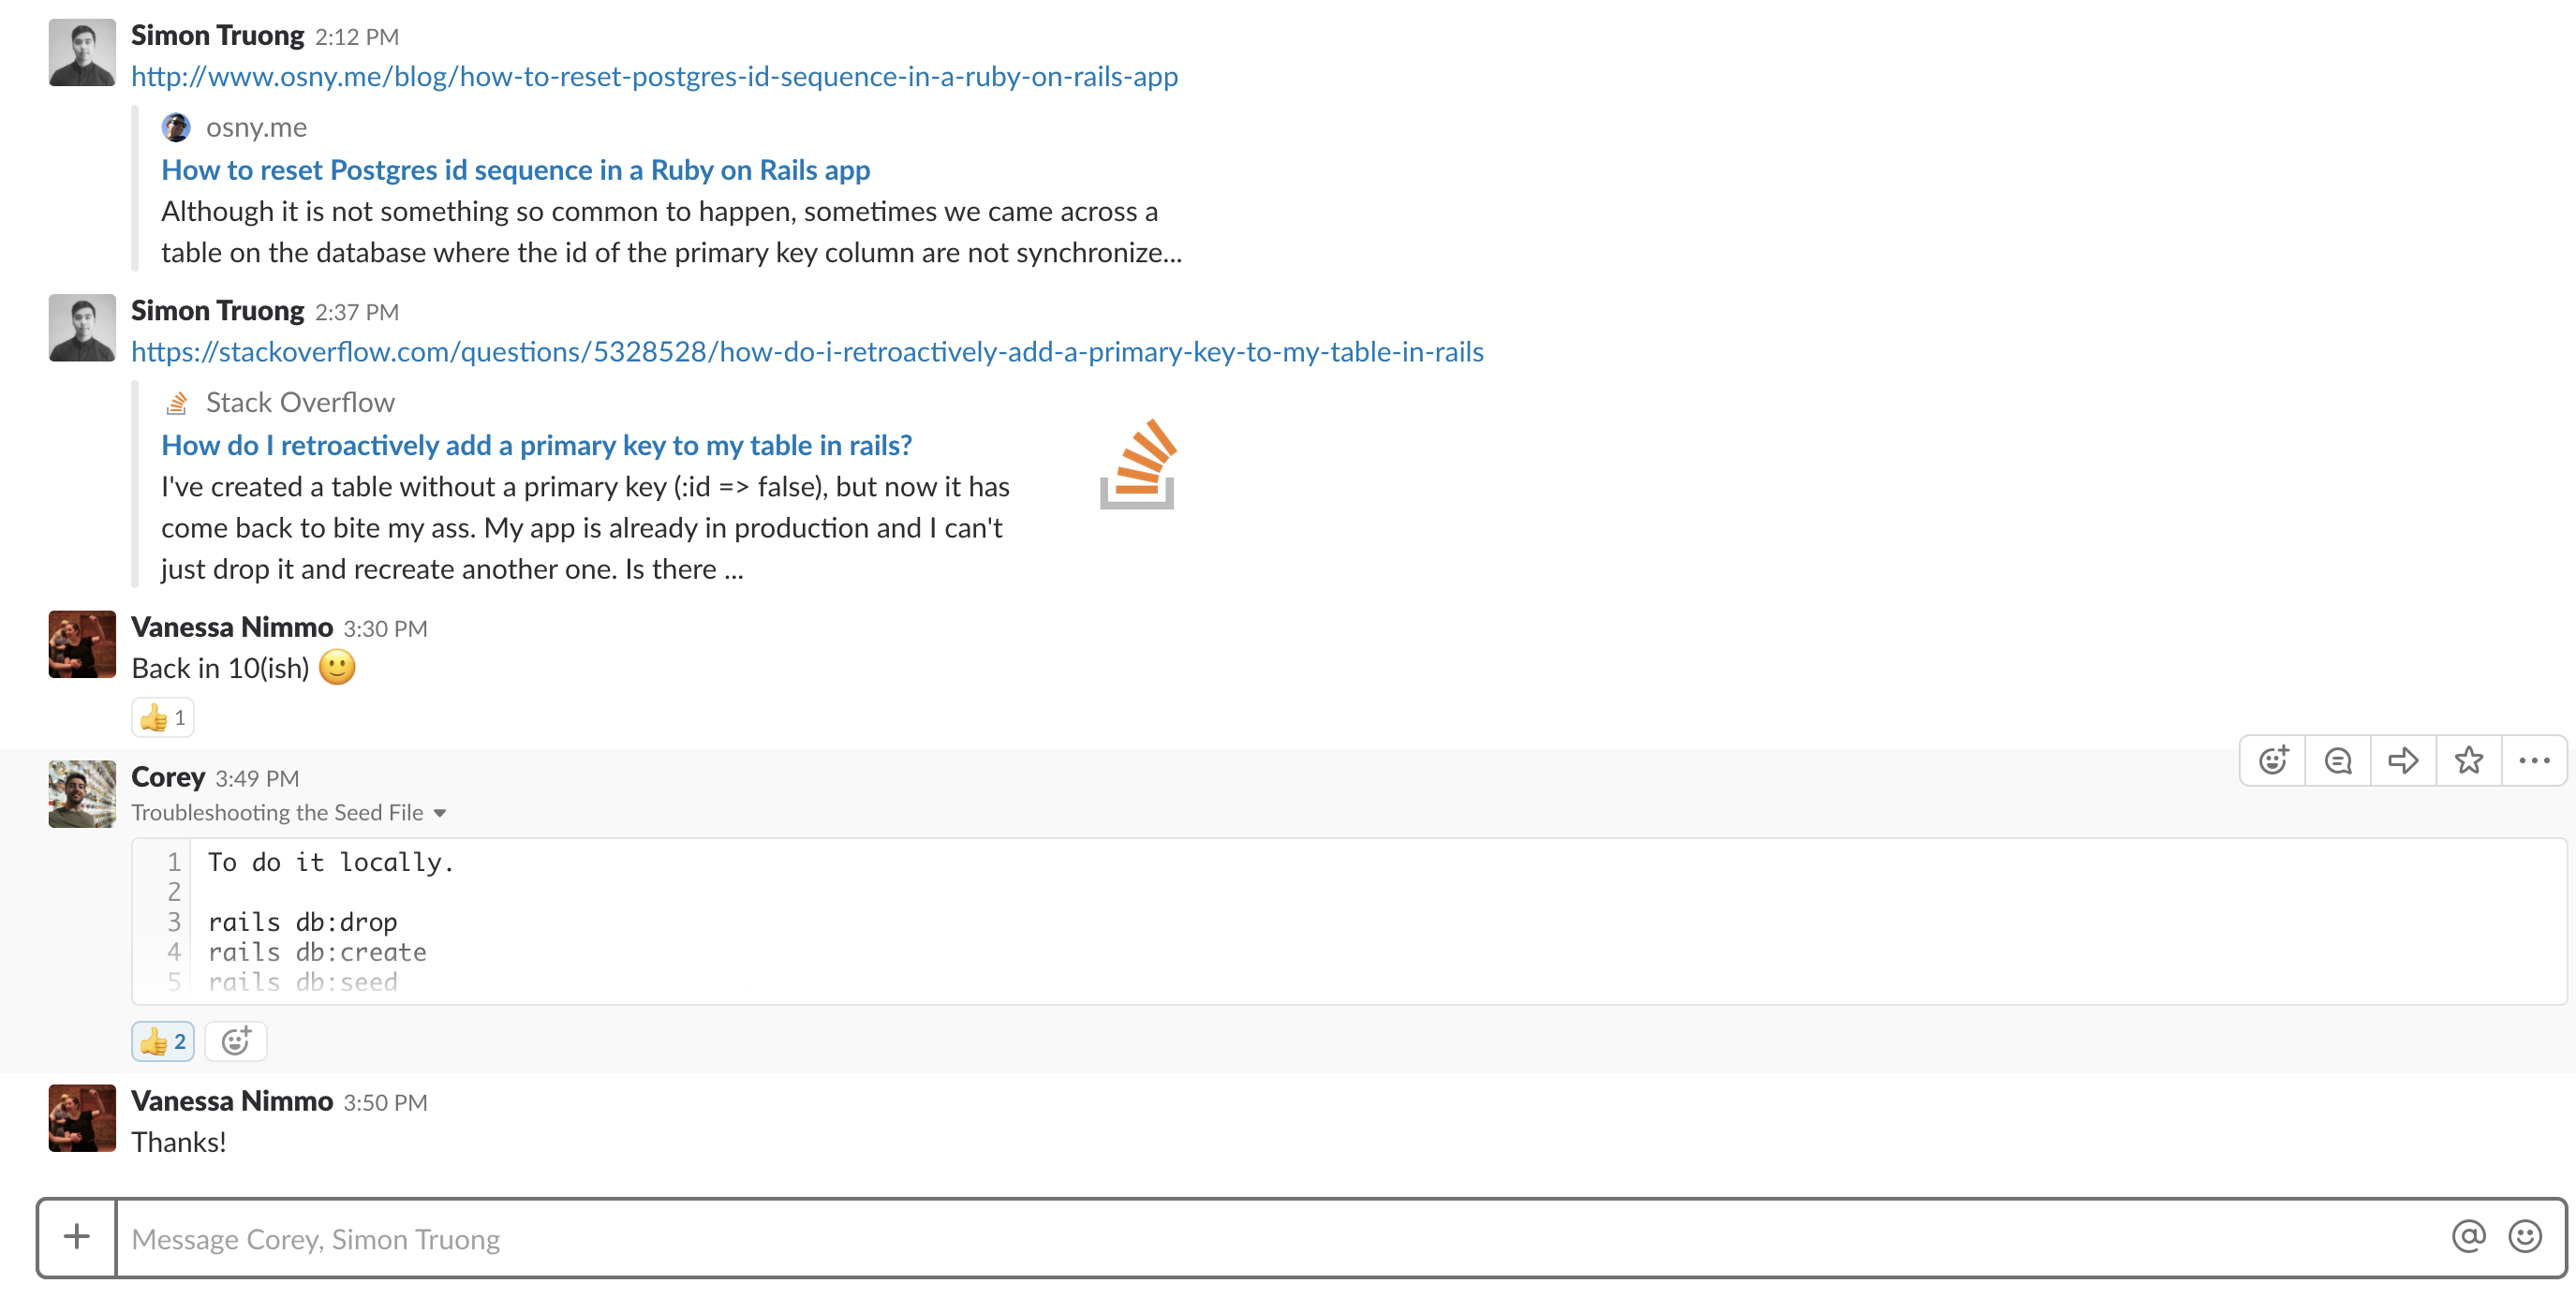 Simon Truong 2:12 PM
http://www.osny.me/blog/how-to-reset-postgres-id-sequence-in-a-ruby-on-rails-app
osny.me
How to reset Postgres id sequence in a Ruby on Rails app
Although it is not something so common to happen, sometimes we came across a
table on the database where the id of the primary key column are not synchronize...
Simon Truong 2:37 PM
https://stackoverflow.com/questions/5328528/how-do-i-retroactively-add-a-primary-key-to-my-table-in-rails
Stack Overflow
How do I retroactively add a primary key to my table in rails?
I've created a table without a primary key (:id => false), but now it has
come back to bite my ass. My app is already in production and I can't
just drop it and recreate another one. Is there ...
Vanessa Nimmo 3:30 PM
Back in 10(ish) 🙂
👍 1
Corey 3:49 PM
Troubleshooting the Seed File
1 To do it locally.
2
3 rails db:drop
4 rails db:create
5 rails db:seed
👍 2
Vanessa Nimmo 3:50 PM
Thanks!
Message Corey, Simon Truong